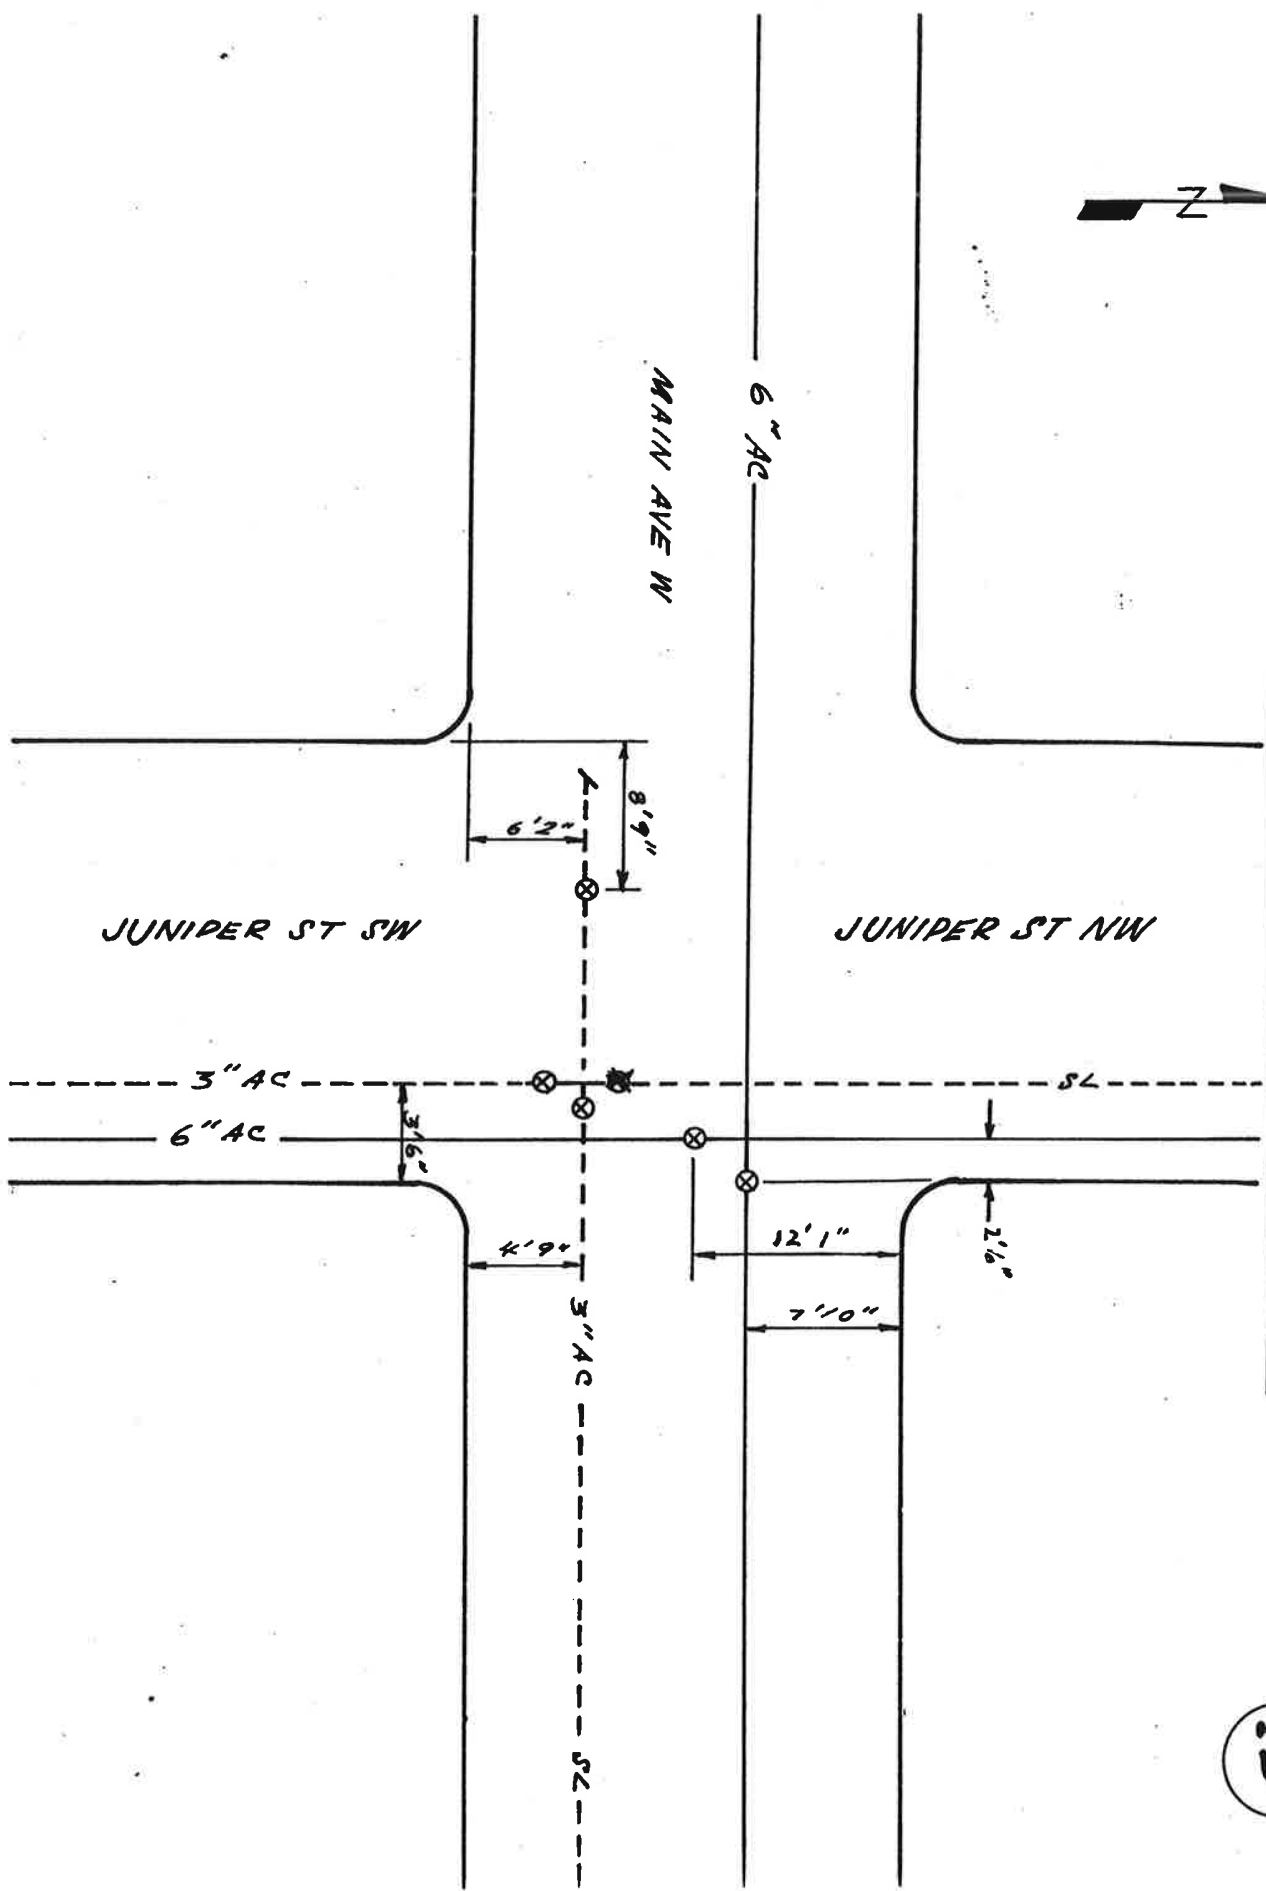 N
6" AC
MAIN AVE W
8'9"
6'2"
JUNIPER ST SW
JUNIPER ST NW
3" AC
SL
6" AC
3'6"
2'6"
12'1"
4'9"
7'10"
3" AC
SL